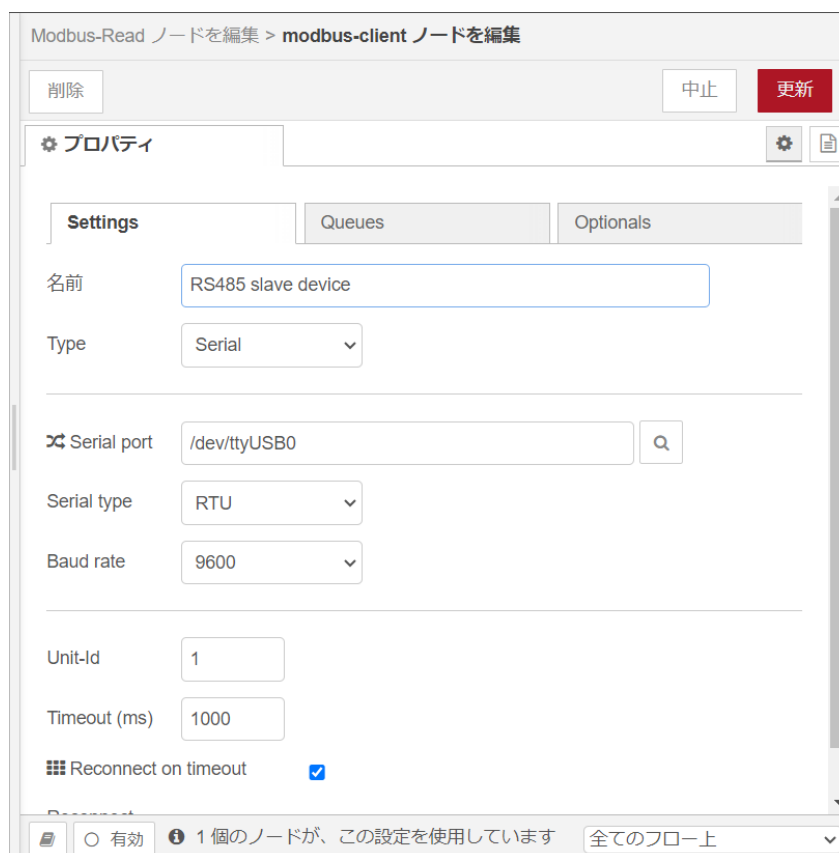 Modbus-Read ノードを編集 > modbus-client ノードを編集
削除 中止 更新
プロパティ
Settings Queues Optionals
名前 RS485 slave device
Type Serial
Serial port /dev/ttyUSB0
Serial type RTU
Baud rate 9600
Unit-Id 1
Timeout (ms) 1000
Reconnect on timeout
Reconnect
有効 1 個のノードが、この設定を使用しています 全てのフロー上